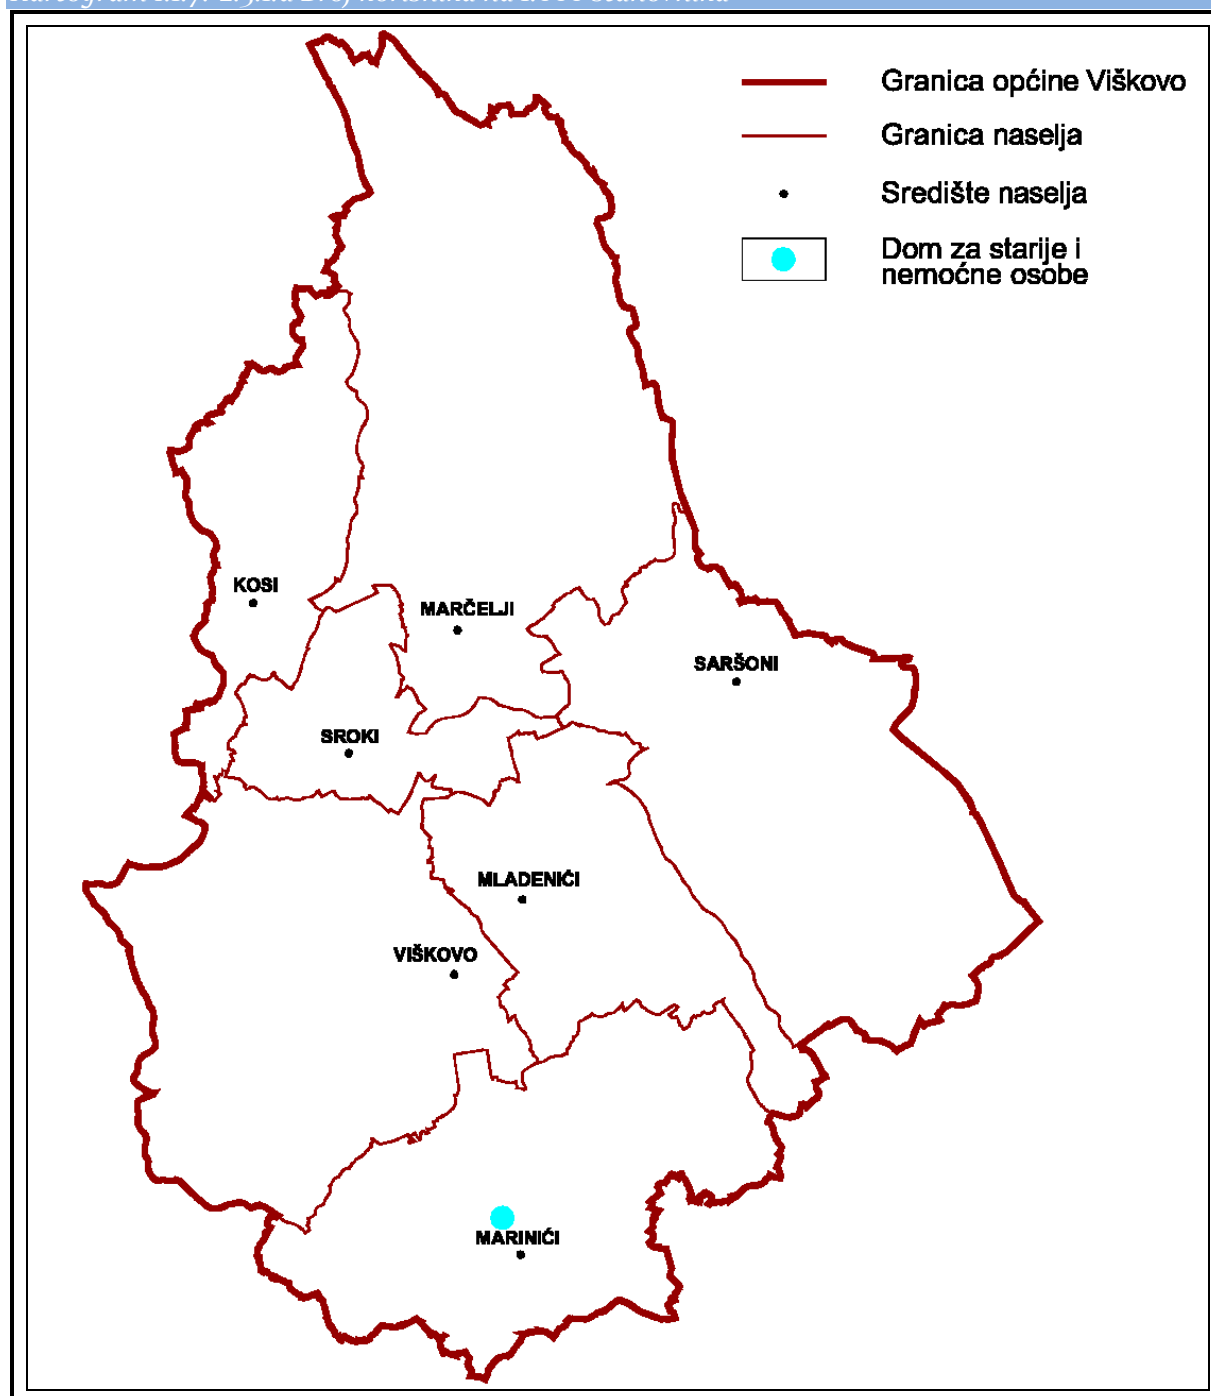 Granica općine Viškovo
Granica naselja
Središte naselja
Dom za starije i
nemoćne osobe
KOSI
MARČELJI
SARŠONI
SROKI
MLADENIĆI
VIŠKOVO
MARINIĆI